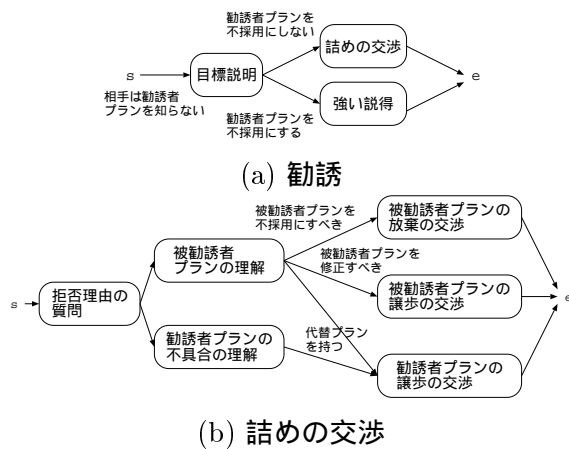 勧誘者プランを
不採用にしない
詰めの交渉
s
目標説明
e
相手は勧誘者
プランを知らない
強い説得
勧誘者プランを
不採用にする
(a) 勧誘
被勧誘者プランを
不採用にすべき
被勧誘者プランの
放棄の交渉
被勧誘者
プランの理解
被勧誘者プランを
修正すべき
s
拒否理由の
質問
被勧誘者プランの
譲歩の交渉
e
勧誘者プランの
不具合の理解
代替プラン
を持つ
勧誘者プランの
譲歩の交渉
(b) 詰めの交渉